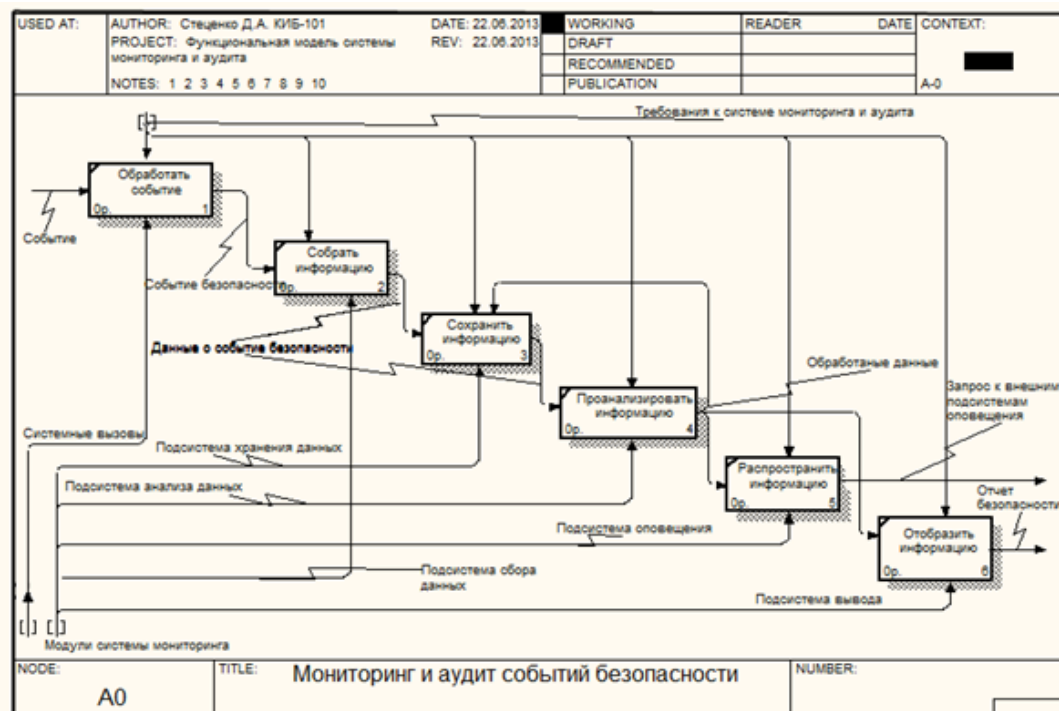 USED AT:
AUTHOR: Стеценко Д.А. КИБ-101
DATE: 22.06.2013
PROJECT: Функциональная модель системы
мониторинга и аудита
REV: 22.06.2013
NOTES: 1 2 3 4 5 6 7 8 9 10
WORKING
DRAFT
RECOMMENDED
PUBLICATION
READER
DATE
CONTEXT:
A-0
Требования к системе мониторинга и аудита
Обработать
событие
0р.
1
Событие
Собрать
информацию
0р.
2
Событие безопасности
Сохранить
информацию
0р.
3
Данные о событие безопасности
Обработаные данные
Проанализировать
информацию
0р.
4
Запрос к внешним
подсистемам
оповещения
Системные вызовы
Подсистема хранения данных
Распространить
информацию
0р.
5
Подсистема анализа данных
Отчет
безопасности
Подсистема оповещения
Отобразить
информацию
0р.
6
Подсистема сбора
данных
Подсистема вывода
Модули системы мониторинга
NODE:
A0
TITLE:
Мониторинг и аудит событий безопасности
NUMBER: